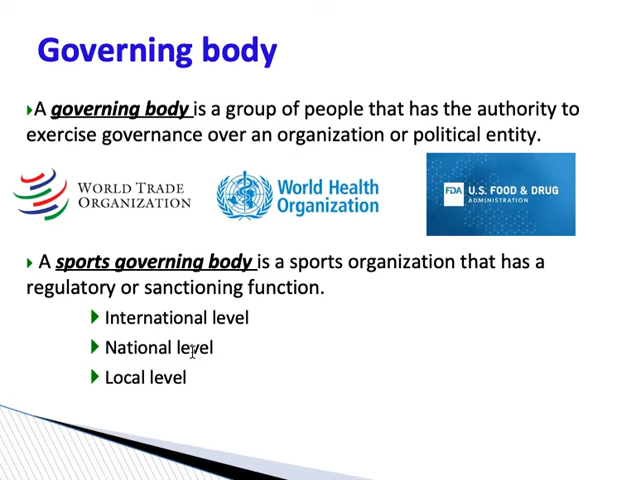 Governing body
A governing body is a group of people that has the authority to
exercise governance over an organization or political entity.
WORLD TRADE
ORGANIZATION
World Health
Organization
FDA U.S. FOOD & DRUG
ADMINISTRATION
A sports governing body is a sports organization that has a
regulatory or sanctioning function.
International level
National level
Local level